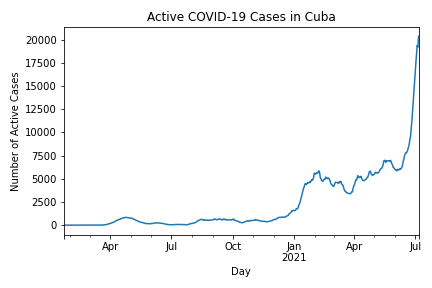 Active COVID-19 Cases in Cuba
Number of Active Cases
20000
17500
15000
12500
10000
7500
5000
2500
0
Apr
Jul
Oct
Jan
2021
Apr
Jul
Day